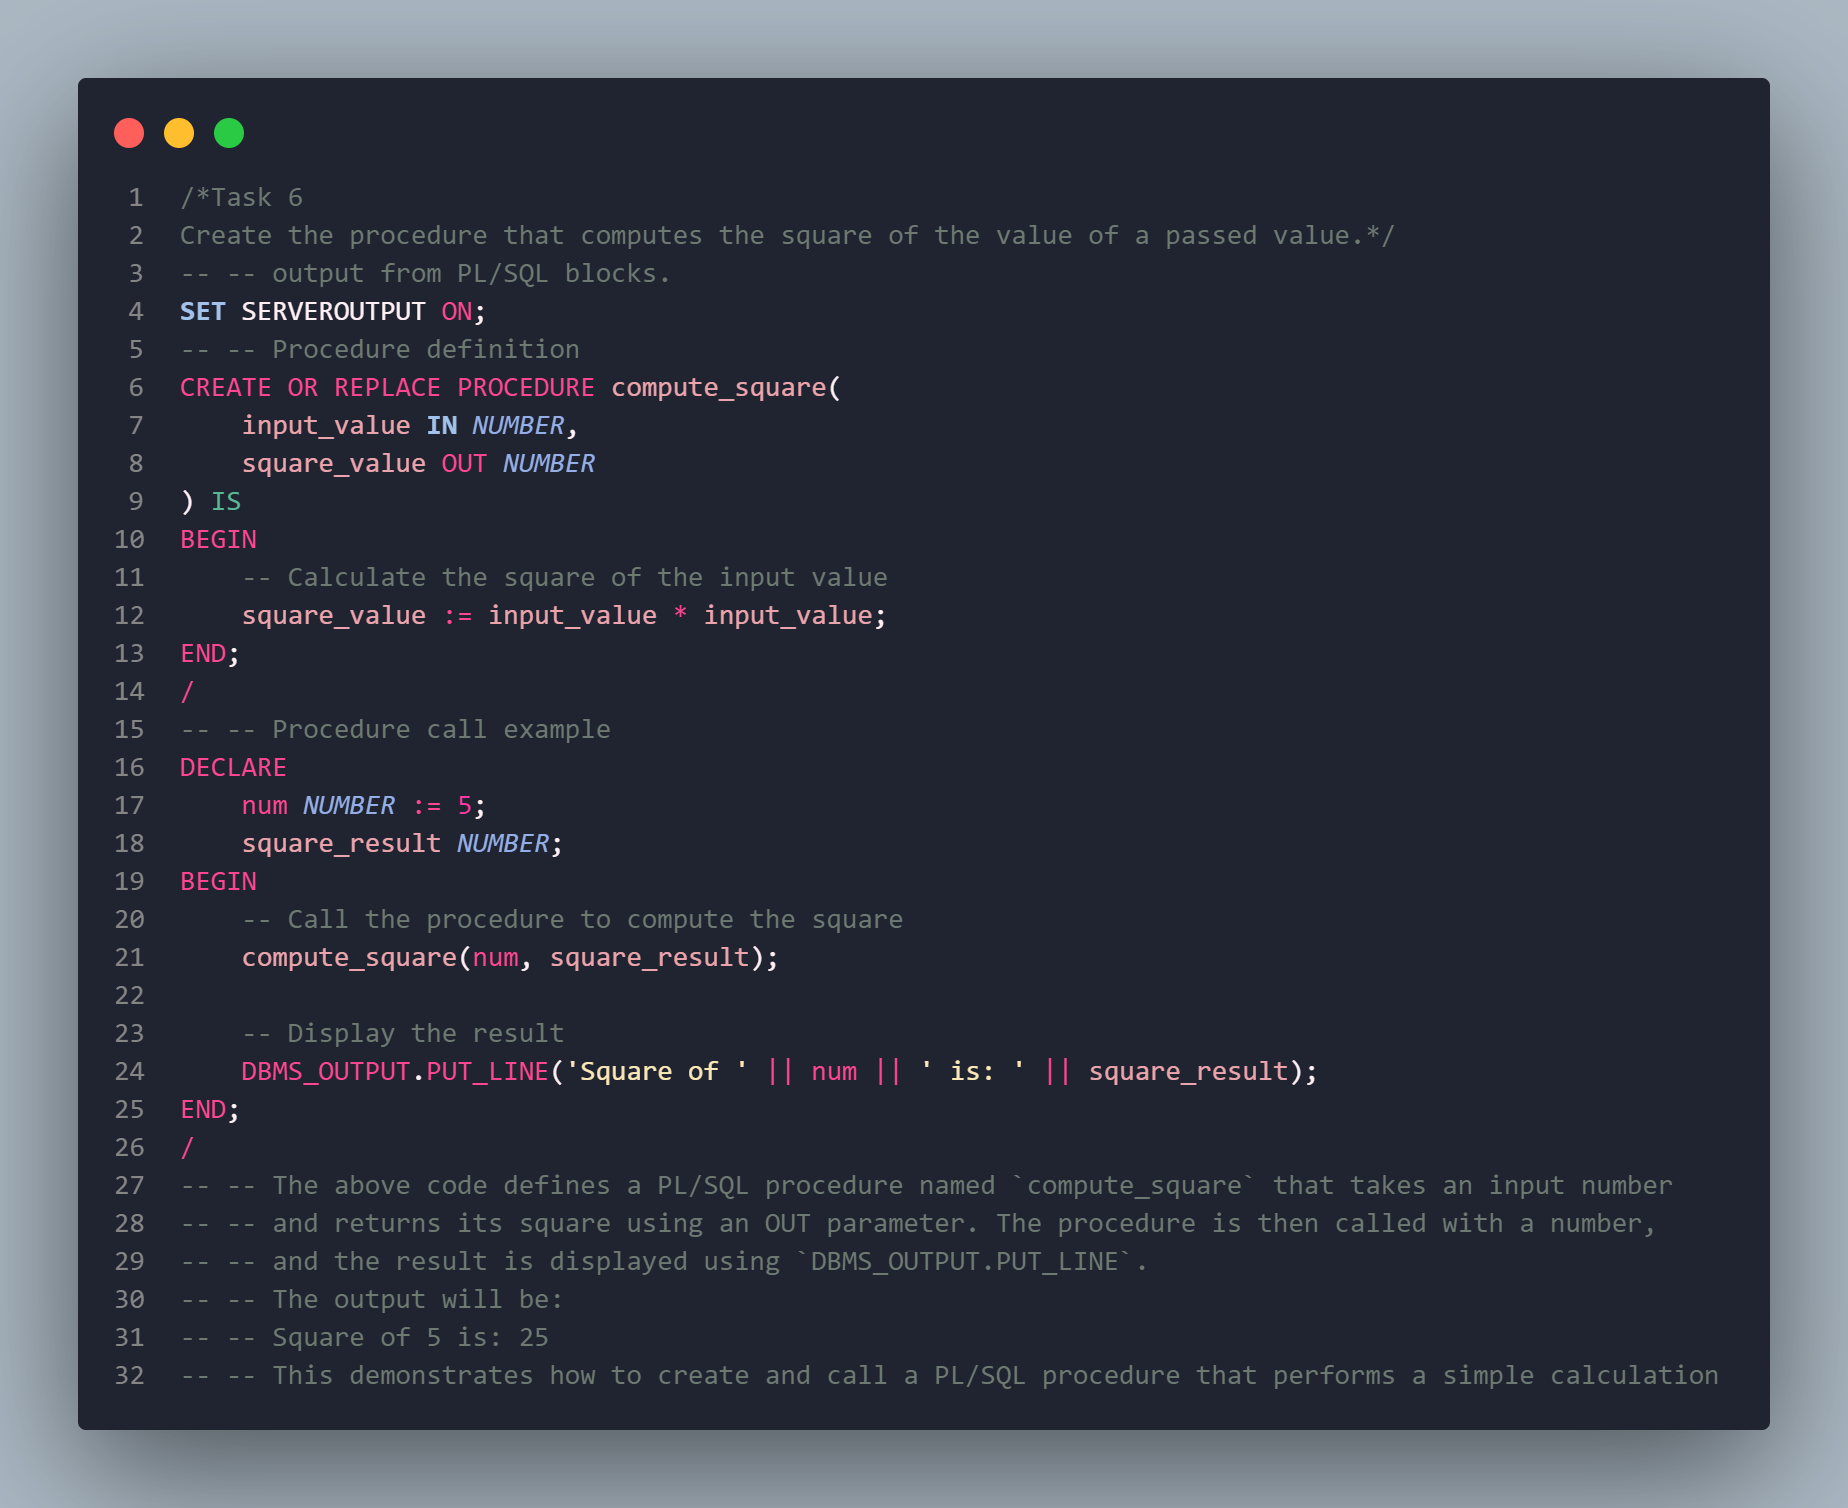 1 /*Task 6
2 Create the procedure that computes the square of the value of a passed value.*/
3 -- -- output from PL/SQL blocks.
4 SET SERVEROUTPUT ON;
5 -- -- Procedure definition
6 CREATE OR REPLACE PROCEDURE compute_square(
7     input_value IN NUMBER,
8     square_value OUT NUMBER
9 ) IS
10 BEGIN
11     -- Calculate the square of the input value
12     square_value := input_value * input_value;
13 END;
14 /
15 -- -- Procedure call example
16 DECLARE
17     num NUMBER := 5;
18     square_result NUMBER;
19 BEGIN
20     -- Call the procedure to compute the square
21     compute_square(num, square_result);
22
23     -- Display the result
24     DBMS_OUTPUT.PUT_LINE('Square of ' || num || ' is: ' || square_result);
25 END;
26 /
27 -- -- The above code defines a PL/SQL procedure named `compute_square` that takes an input number
28 -- -- and returns its square using an OUT parameter. The procedure is then called with a number,
29 -- -- and the result is displayed using `DBMS_OUTPUT.PUT_LINE`.
30 -- -- The output will be:
31 -- -- Square of 5 is: 25
32 -- -- This demonstrates how to create and call a PL/SQL procedure that performs a simple calculation